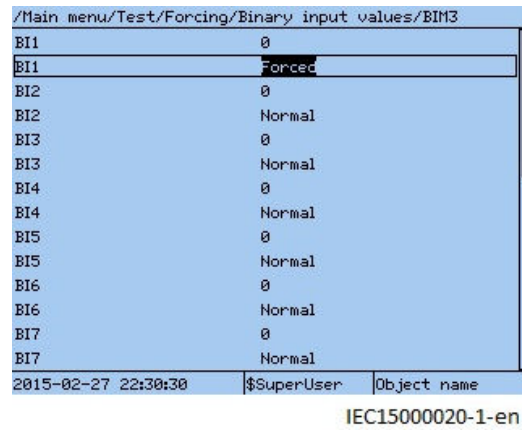 /Main menu/Test/Forcing/Binary input values/BIM3
BI1 0
BI1 Forced
BI2 0
BI2 Normal
BI3 0
BI3 Normal
BI4 0
BI4 Normal
BI5 0
BI5 Normal
BI6 0
BI6 Normal
BI7 0
BI7 Normal
2015-02-27 22:30:30 $SuperUser Object name
IEC15000020-1-en